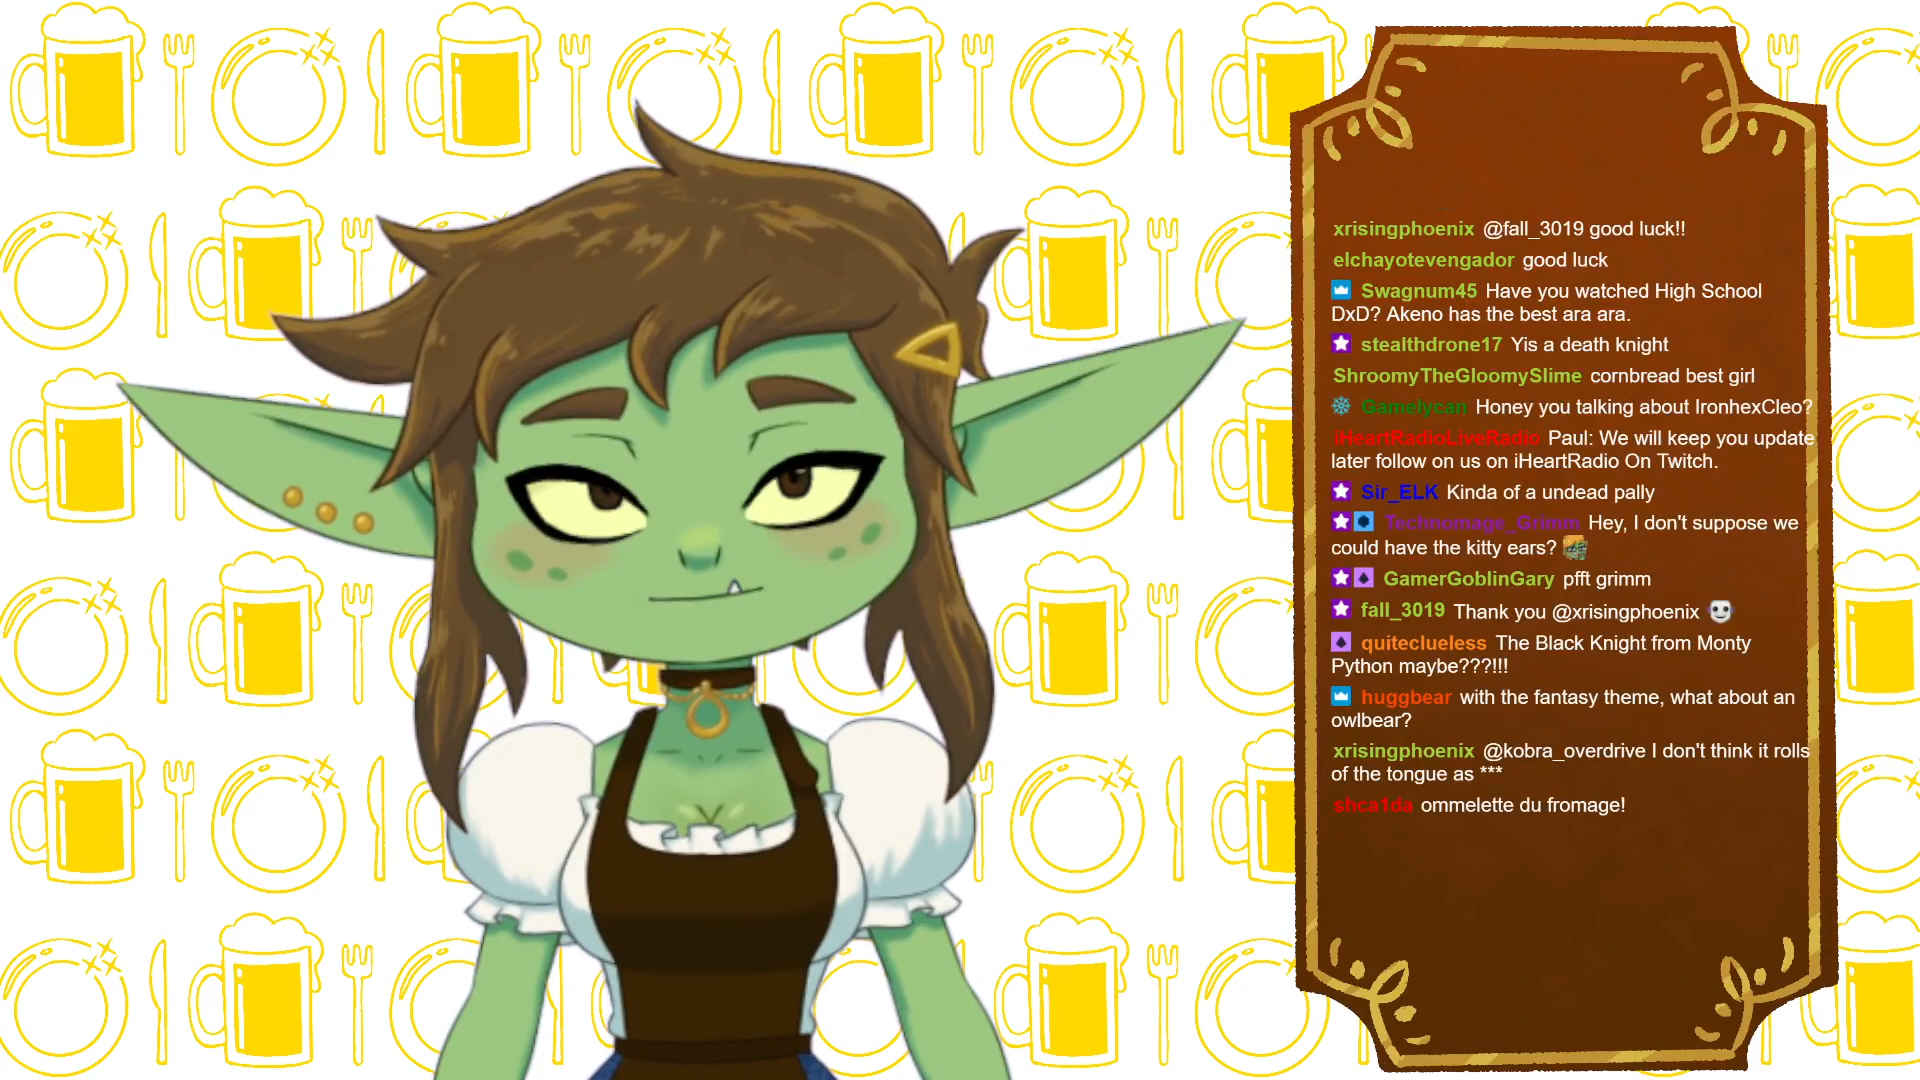 xrisingphoenix @fall_3019 good luck!!
elchayotevengador good luck
Swagnum45 Have you watched High School
DxD? Akeno has the best ara ara.
stealthdrone17 Yis a death knight
ShroomyTheGloomySlime cornbread best girl
Gamelycan Honey you talking about IronhexCleo?
iHeartRadioLiveRadio Paul: We will keep you update
later follow on us on iHeartRadio On Twitch.
Sir_ELK Kinda of a undead pally
Technomage_Grimm Hey, I don't suppose we
could have the kitty ears?
GamerGoblinGary pfft grimm
fall_3019 Thank you @xrisingphoenix
quiteclueless The Black Knight from Monty
Python maybe???!!!
huggbear with the fantasy theme, what about an
owlbear?
xrisingphoenix @kobra_overdrive I don't think it rolls
of the tongue as ***
shca1da ommelette du fromage!